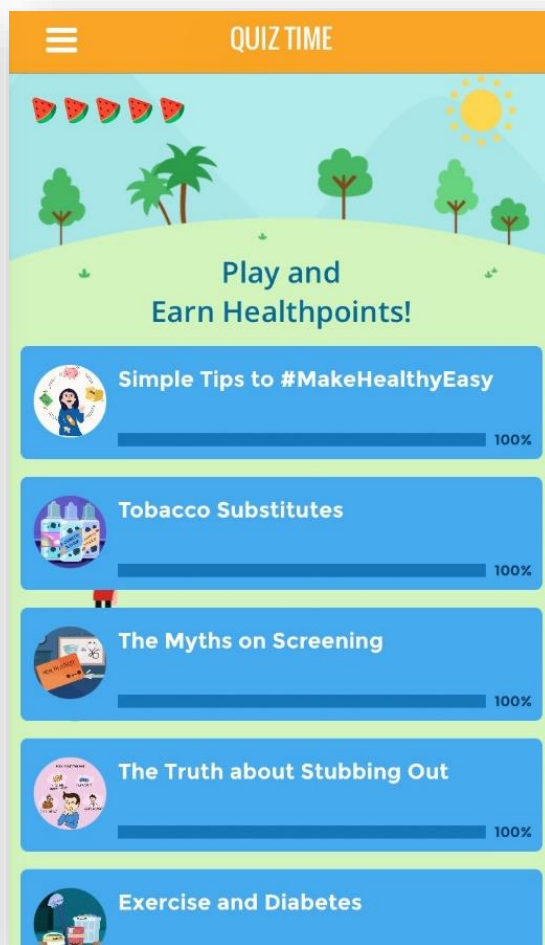 QUIZ TIME
Play and
Earn Healthpoints!
Simple Tips to #MakeHealthyEasy
100%
Tobacco Substitutes
100%
The Myths on Screening
100%
The Truth about Stubbing Out
100%
Exercise and Diabetes